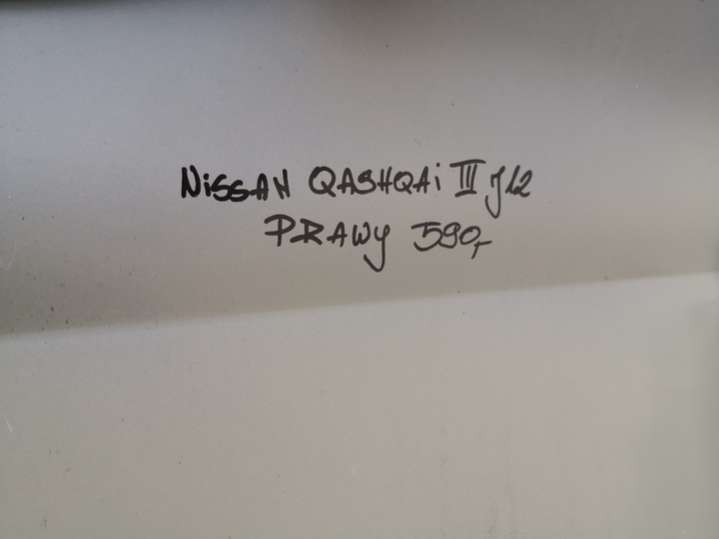 NiSSAN QASHQAi III J12
PRAWY 590,-